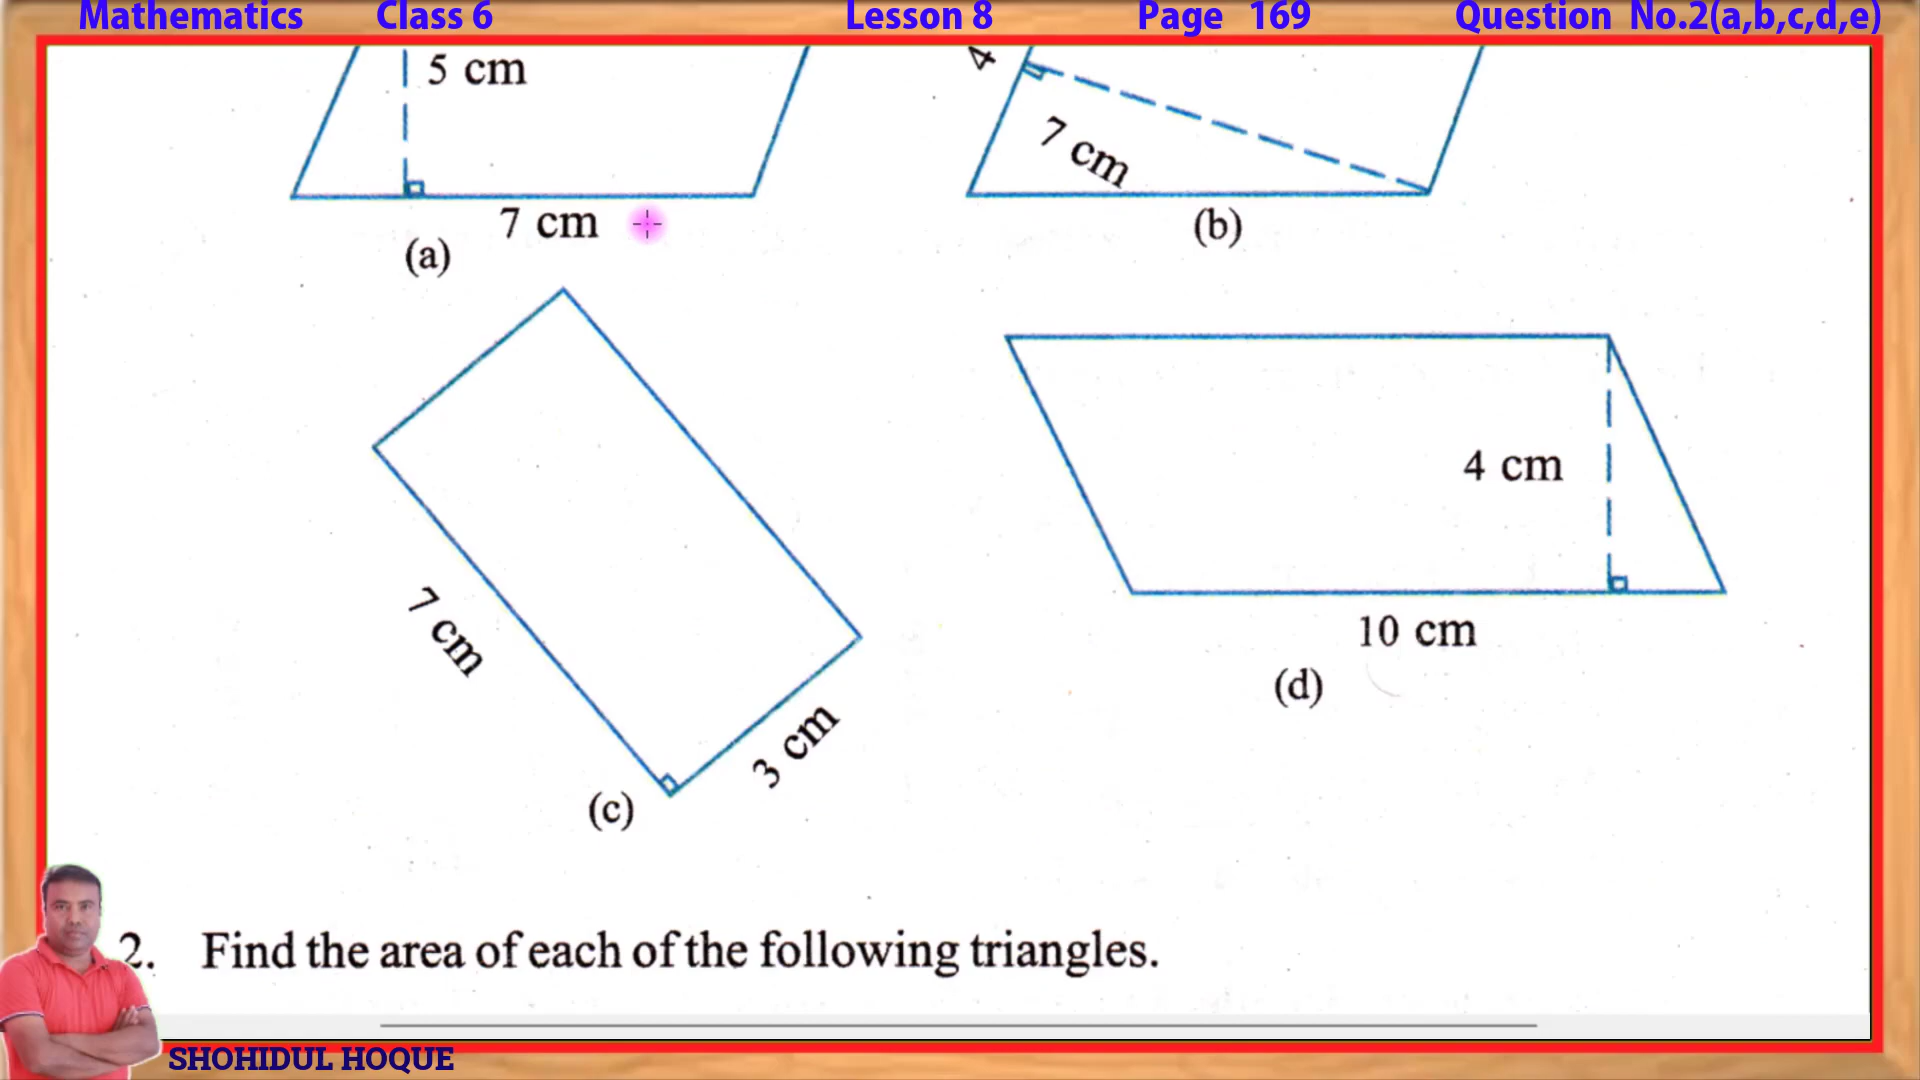 Mathematics Class 6 Lesson 8 Page 169 Question No.2(a,b,c,d,e)
5 cm
4
7 cm
7 cm
(a)
(b)
4 cm
7 cm
10 cm
(d)
3 cm
(c)
2. Find the area of each of the following triangles.
SHOHIDUL HOQUE